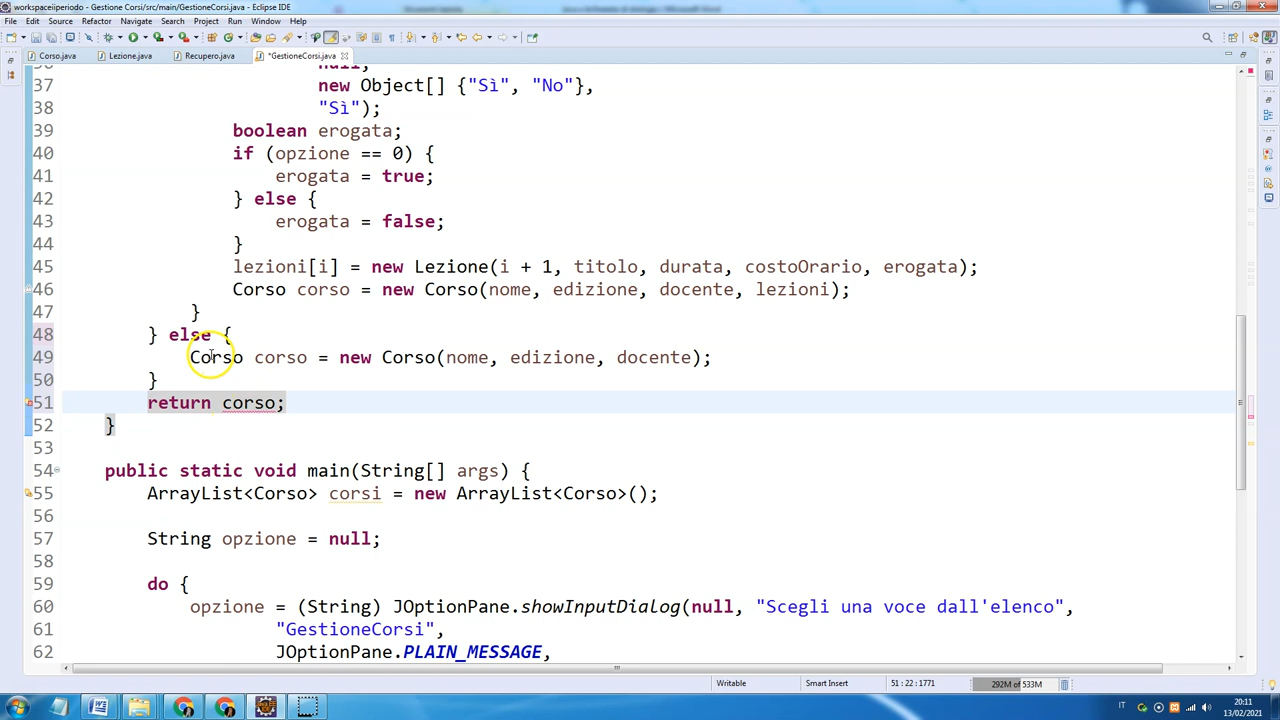 workspaceiiperiodo - Gestione Corsi/src/main/GestioneCorsi.java - Eclipse IDE
File Edit Source Refactor Navigate Search Project Run Window Help
Corso.java Lezione.java Recupero.java *GestioneCorsi.java
36 null,
37 new Object[] {"Sì", "No"},
38 "Sì");
39 boolean erogata;
40 if (opzione == 0) {
41 erogata = true;
42 } else {
43 erogata = false;
44 }
45 lezioni[i] = new Lezione(i + 1, titolo, durata, costoOrario, erogata);
46 Corso corso = new Corso(nome, edizione, docente, lezioni);
47 }
48 } else {
49 Corso corso = new Corso(nome, edizione, docente);
50 }
51 return corso;
52 }
53
54 public static void main(String[] args) {
55 ArrayList<Corso> corsi = new ArrayList<Corso>();
56
57 String opzione = null;
58
59 do {
60 opzione = (String) JOptionPane.showInputDialog(null, "Scegli una voce dall'elenco",
61 "GestioneCorsi",
62 JOptionPane.PLAIN_MESSAGE,
Writable Smart Insert 51 : 22 : 1771 292M of 533M
IT 20:11
13/02/2021